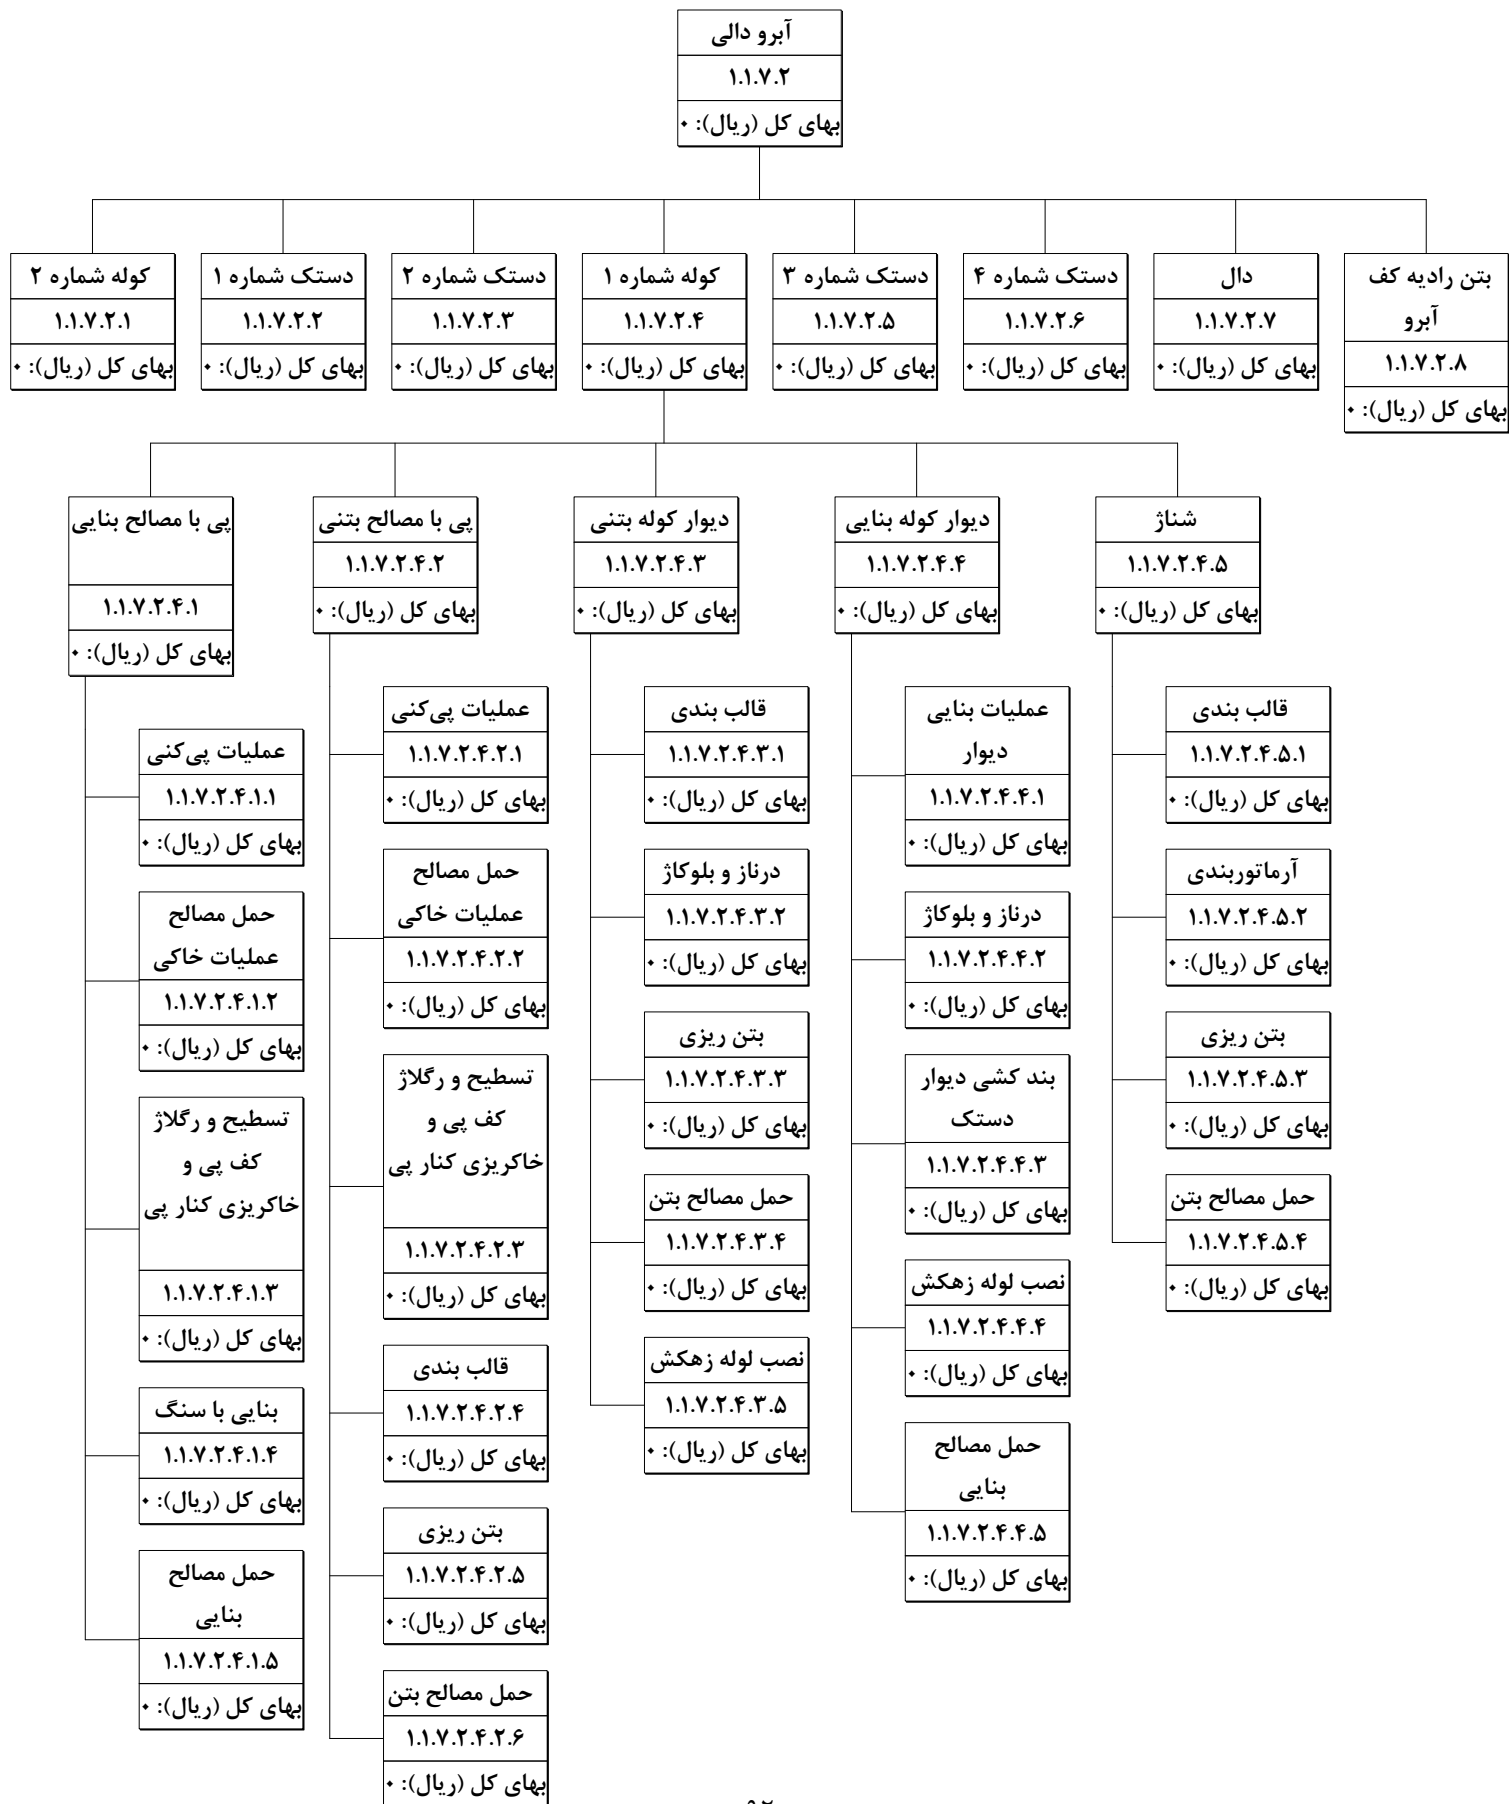 آبرو دالی
۱.۱.۷.۲
بهای کل (ریال): ۰
کوله شماره ۲
۱.۱.۷.۲.۱
بهای کل (ریال): ۰
دستک شماره ۱
۱.۱.۷.۲.۲
بهای کل (ریال): ۰
دستک شماره ۲
۱.۱.۷.۲.۳
بهای کل (ریال): ۰
کوله شماره ۱
۱.۱.۷.۲.۴
بهای کل (ریال): ۰
دستک شماره ۳
۱.۱.۷.۲.۵
بهای کل (ریال): ۰
دستک شماره ۴
۱.۱.۷.۲.۶
بهای کل (ریال): ۰
دال
۱.۱.۷.۲.۷
بهای کل (ریال): ۰
بتن رادیه کف
آبرو
۱.۱.۷.۲.۸
بهای کل (ریال): ۰
پی با مصالح بنایی
۱.۱.۷.۲.۴.۱
بهای کل (ریال): ۰
عملیات پی‌کنی
۱.۱.۷.۲.۴.۱.۱
بهای کل (ریال): ۰
حمل مصالح
عملیات خاکی
۱.۱.۷.۲.۴.۱.۲
بهای کل (ریال): ۰
تسطیح و رگلاژ
کف پی و
خاکریزی کنار پی
۱.۱.۷.۲.۴.۱.۳
بهای کل (ریال): ۰
بنایی با سنگ
۱.۱.۷.۲.۴.۱.۴
بهای کل (ریال): ۰
حمل مصالح
بنایی
۱.۱.۷.۲.۴.۱.۵
بهای کل (ریال): ۰
پی با مصالح بتنی
۱.۱.۷.۲.۴.۲
بهای کل (ریال): ۰
عملیات پی‌کنی
۱.۱.۷.۲.۴.۲.۱
بهای کل (ریال): ۰
حمل مصالح
عملیات خاکی
۱.۱.۷.۲.۴.۲.۲
بهای کل (ریال): ۰
تسطیح و رگلاژ
کف پی و
خاکریزی کنار پی
۱.۱.۷.۲.۴.۲.۳
بهای کل (ریال): ۰
قالب بندی
۱.۱.۷.۲.۴.۲.۴
بهای کل (ریال): ۰
بتن ریزی
۱.۱.۷.۲.۴.۲.۵
بهای کل (ریال): ۰
حمل مصالح بتن
۱.۱.۷.۲.۴.۲.۶
بهای کل (ریال): ۰
دیوار کوله بتنی
۱.۱.۷.۲.۴.۳
بهای کل (ریال): ۰
قالب بندی
۱.۱.۷.۲.۴.۳.۱
بهای کل (ریال): ۰
درناز و بلوکاژ
۱.۱.۷.۲.۴.۳.۲
بهای کل (ریال): ۰
بتن ریزی
۱.۱.۷.۲.۴.۳.۳
بهای کل (ریال): ۰
حمل مصالح بتن
۱.۱.۷.۲.۴.۳.۴
بهای کل (ریال): ۰
نصب لوله زهکش
۱.۱.۷.۲.۴.۳.۵
بهای کل (ریال): ۰
دیوار کوله بنایی
۱.۱.۷.۲.۴.۴
بهای کل (ریال): ۰
عملیات بنایی
دیوار
۱.۱.۷.۲.۴.۴.۱
بهای کل (ریال): ۰
درناز و بلوکاژ
۱.۱.۷.۲.۴.۴.۲
بهای کل (ریال): ۰
بند کشی دیوار
دستک
۱.۱.۷.۲.۴.۴.۳
بهای کل (ریال): ۰
نصب لوله زهکش
۱.۱.۷.۲.۴.۴.۴
بهای کل (ریال): ۰
حمل مصالح
بنایی
۱.۱.۷.۲.۴.۴.۵
بهای کل (ریال): ۰
شناژ
۱.۱.۷.۲.۴.۵
بهای کل (ریال): ۰
قالب بندی
۱.۱.۷.۲.۴.۵.۱
بهای کل (ریال): ۰
آرماتوربندی
۱.۱.۷.۲.۴.۵.۲
بهای کل (ریال): ۰
بتن ریزی
۱.۱.۷.۲.۴.۵.۳
بهای کل (ریال): ۰
حمل مصالح بتن
۱.۱.۷.۲.۴.۵.۴
بهای کل (ریال): ۰